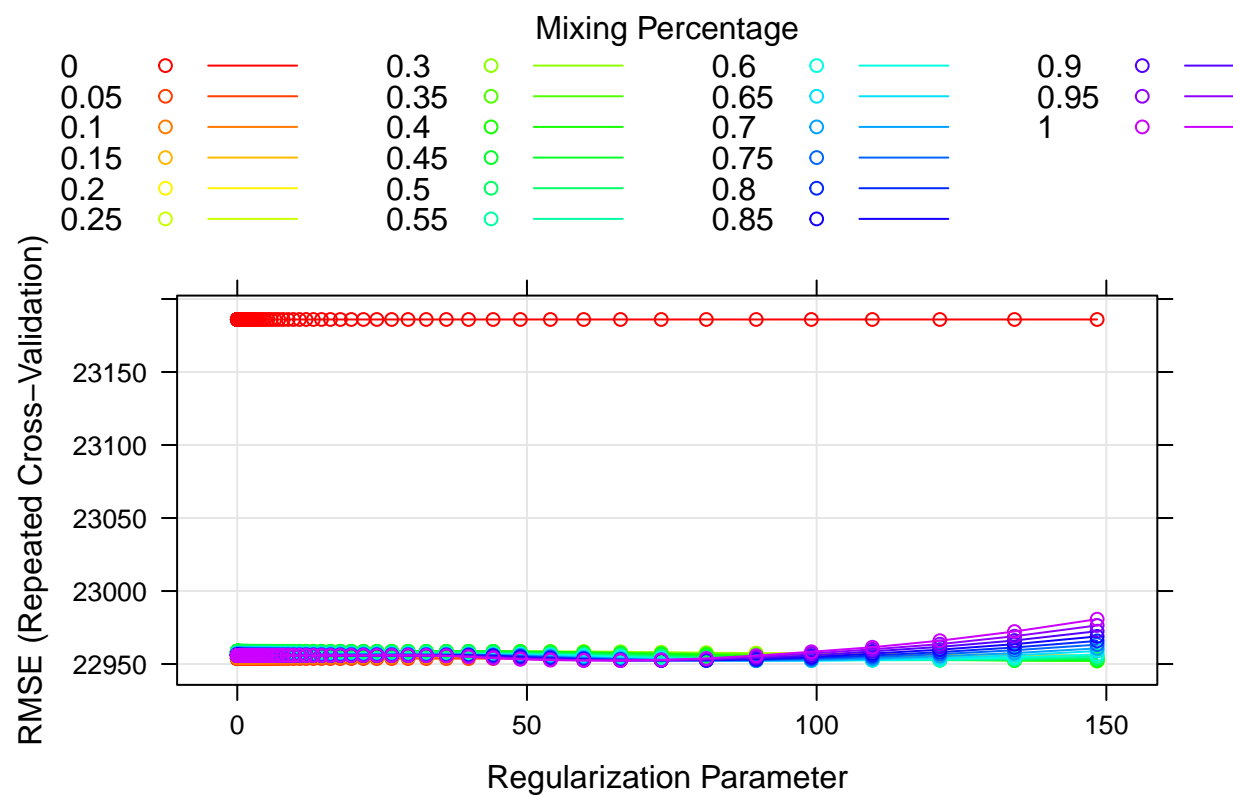 Mixing Percentage
0 0.3 0.6 0.9
0.05 0.35 0.65 0.95
0.1 0.4 0.7 1
0.15 0.45 0.75
0.2 0.5 0.8
0.25 0.55 0.85
RMSE (Repeated Cross−Validation)
23150
23100
23050
23000
22950
0 50 100 150
Regularization Parameter